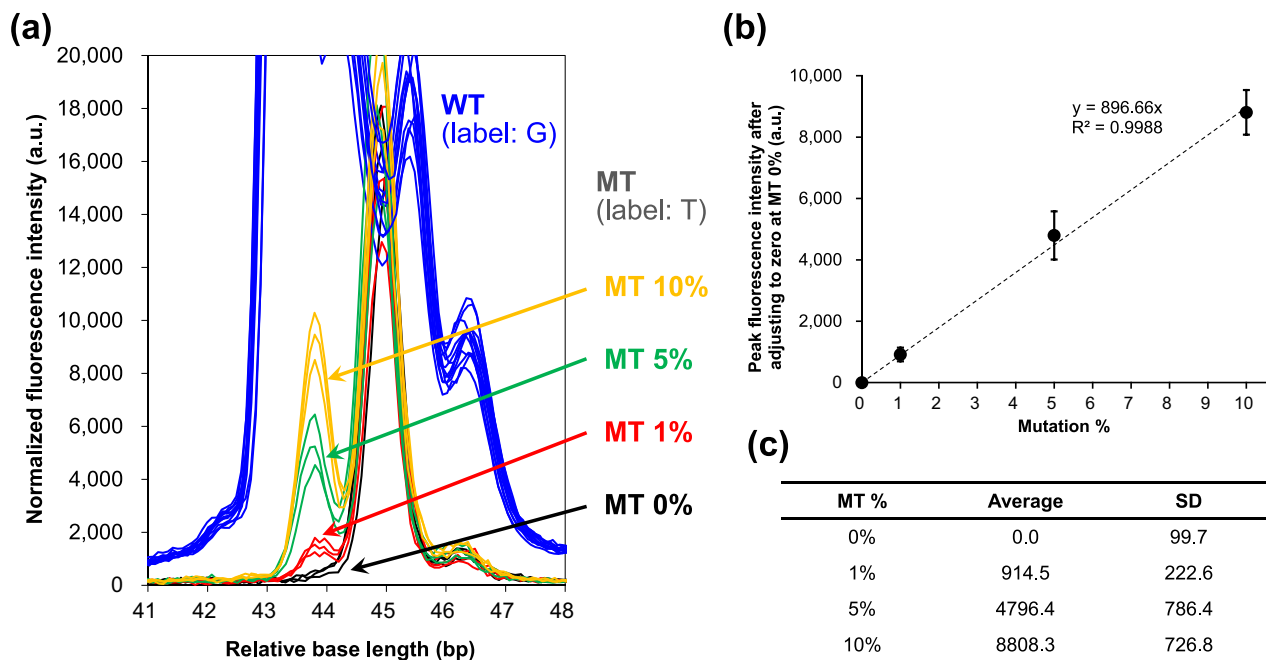 (a)
20,000
18,000
16,000
14,000
12,000
10,000
8,000
6,000
4,000
2,000
0
41 42 43 44 45 46 47 48
Normalized fluorescence intensity (a.u.)
Relative base length (bp)
WT
(label: G)
MT
(label: T)
MT 10%
MT 5%
MT 1%
MT 0%
(b)
10,000
8,000
6,000
4,000
2,000
0
0 1 2 3 4 5 6 7 8 9 10
Peak fluorescence intensity after
adjusting to zero at MT 0% (a.u.)
Mutation %
y = 896.66x
R² = 0.9988
(c)
MT % Average SD
0% 0.0 99.7
1% 914.5 222.6
5% 4796.4 786.4
10% 8808.3 726.8